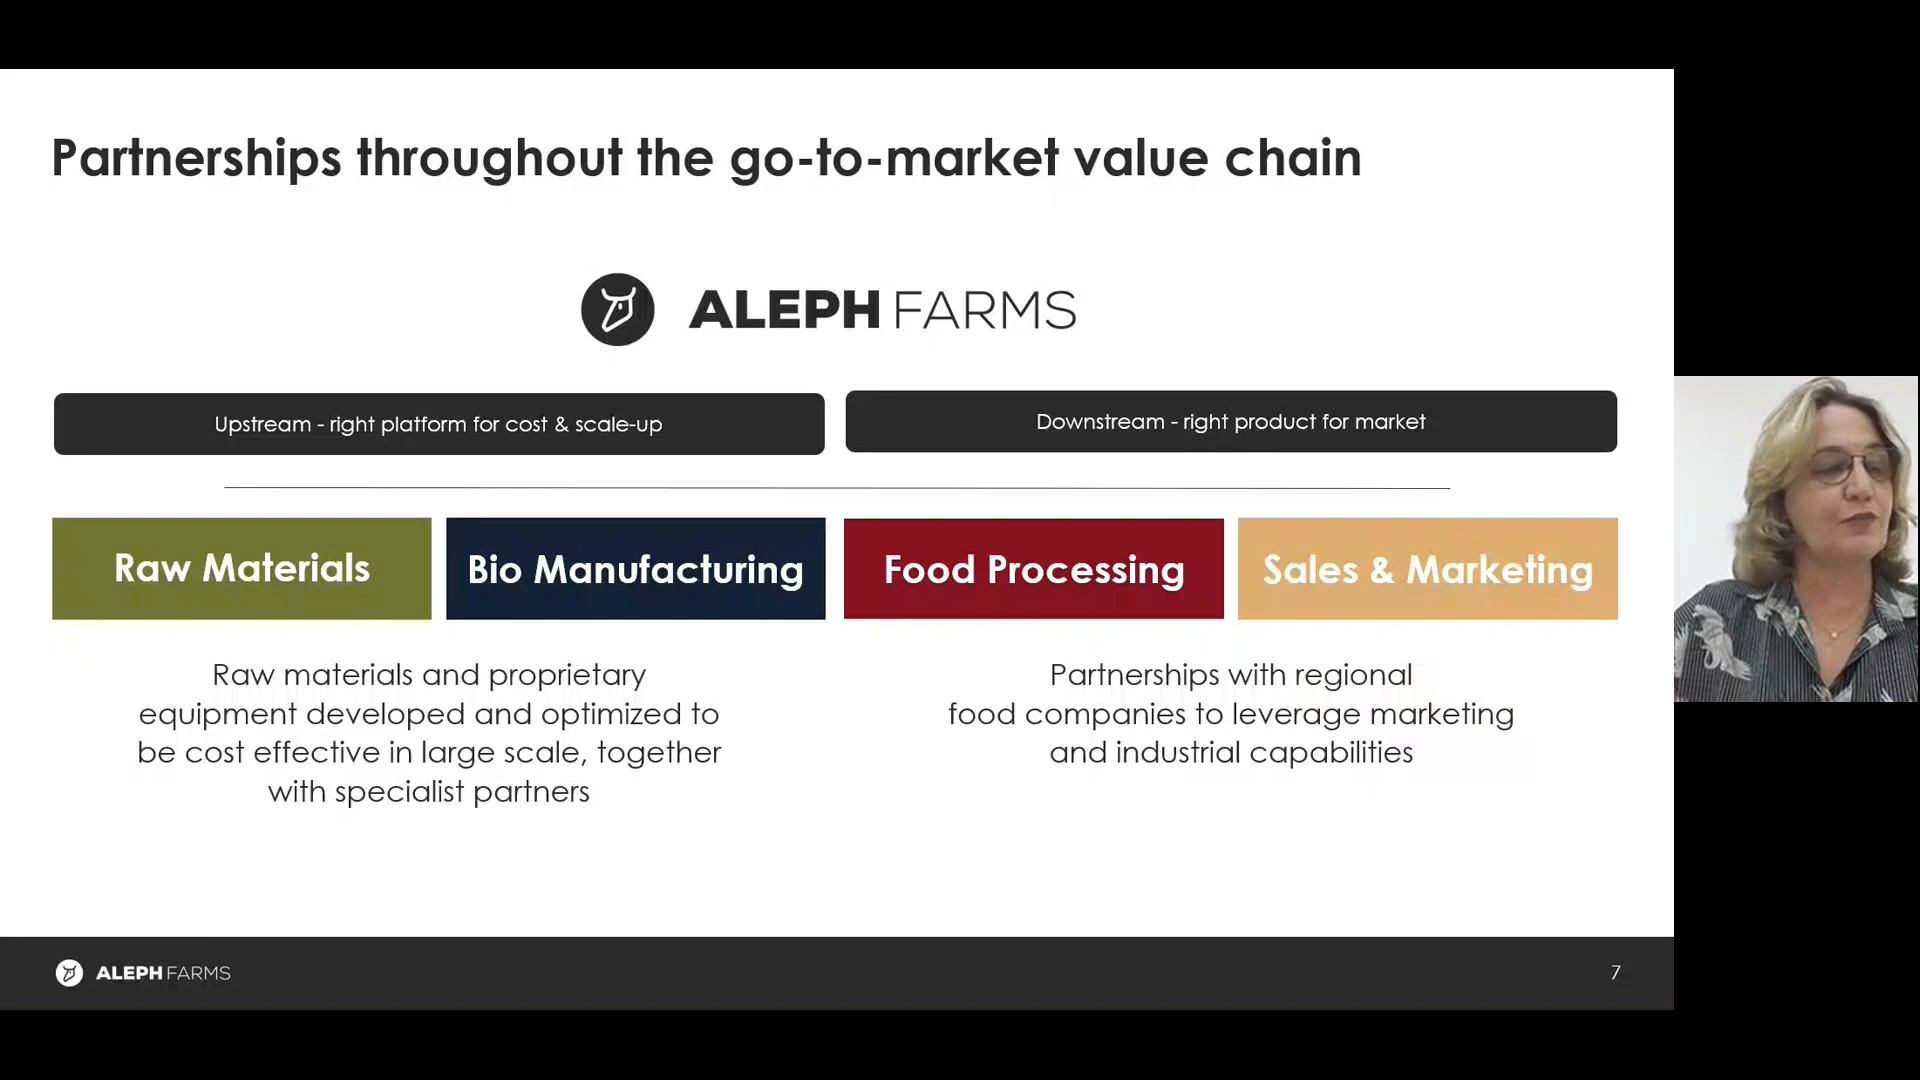 Partnerships throughout the go-to-market value chain
ALEPH FARMS
Upstream - right platform for cost & scale-up
Downstream - right product for market
Raw Materials
Bio Manufacturing
Food Processing
Sales & Marketing
Raw materials and proprietary
equipment developed and optimized to
be cost effective in large scale, together
with specialist partners
Partnerships with regional
food companies to leverage marketing
and industrial capabilities
ALEPH FARMS
7